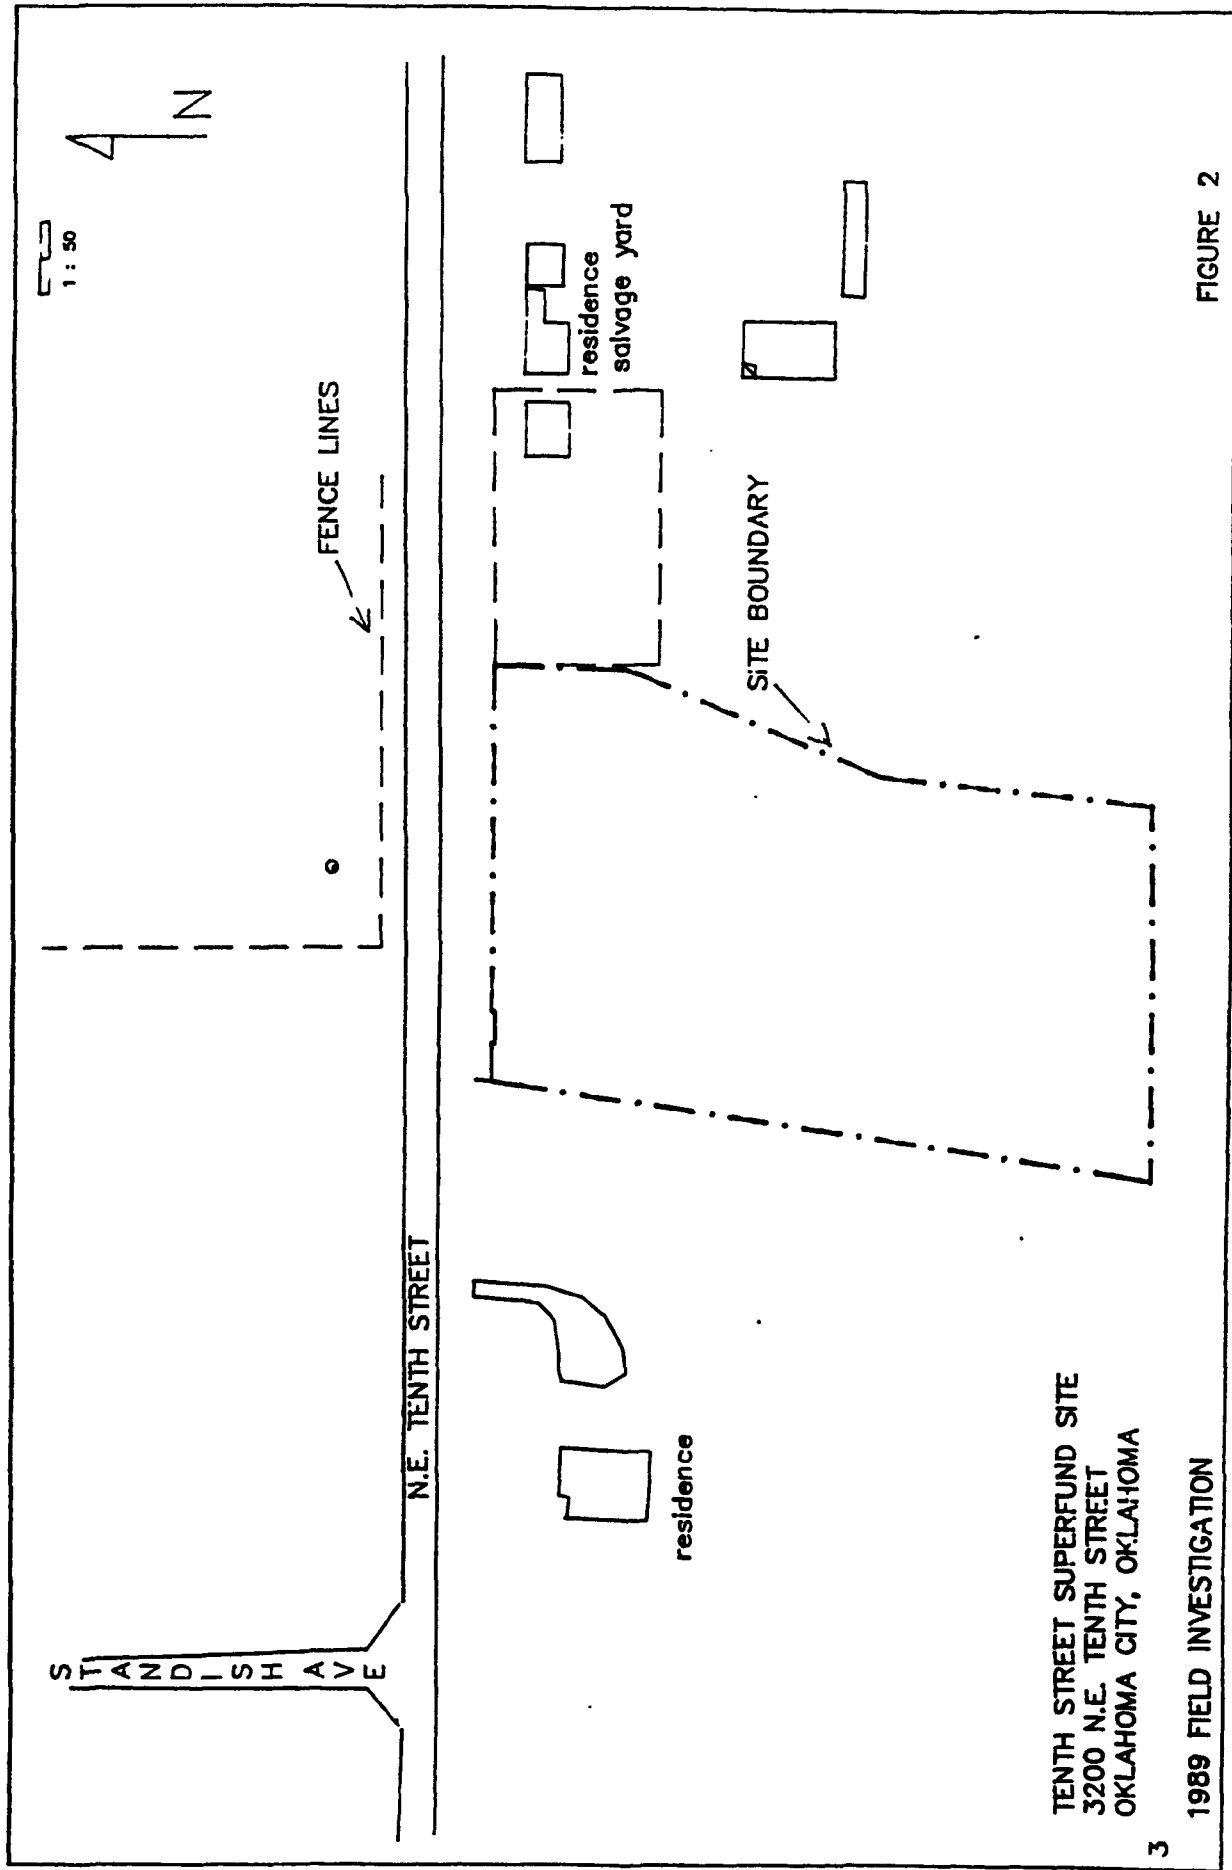 1 : 50
N
FENCE LINES
STANDISH AVE
N.E. TENTH STREET
residence
salvage yard
residence
SITE BOUNDARY
TENTH STREET SUPERFUND SITE
3200 N.E. TENTH STREET
OKLAHOMA CITY, OKLAHOMA
3
1989 FIELD INVESTIGATION
FIGURE 2